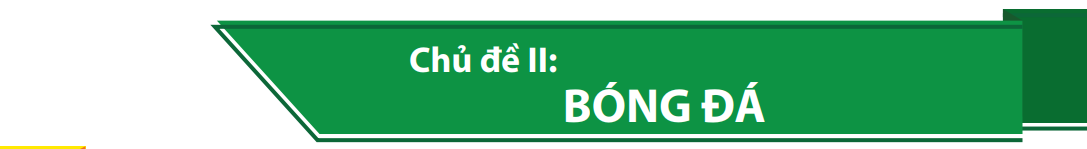 Chủ đề II:
BÓNG ĐÁ